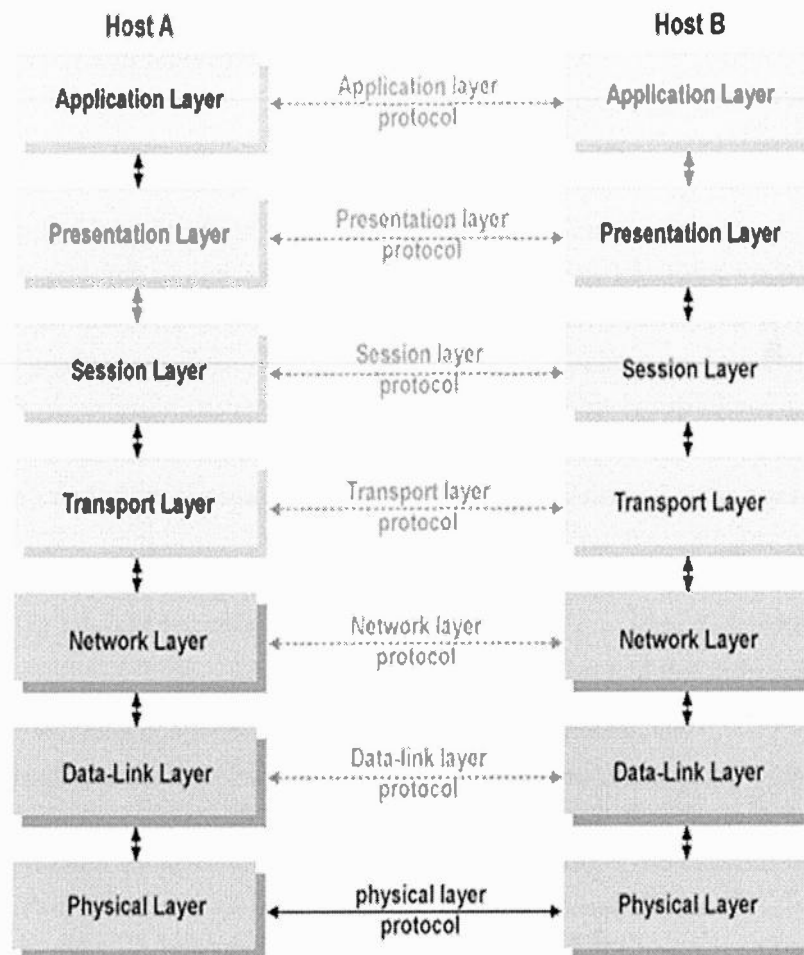 Host A
Host B
Application Layer
Application layer
protocol
Application Layer
Presentation Layer
Presentation layer
protocol
Presentation Layer
Session Layer
Session layer
protocol
Session Layer
Transport Layer
Transport layer
protocol
Transport Layer
Network Layer
Network layer
protocol
Network Layer
Data-Link Layer
Data-link layer
protocol
Data-Link Layer
Physical Layer
physical layer
protocol
Physical Layer